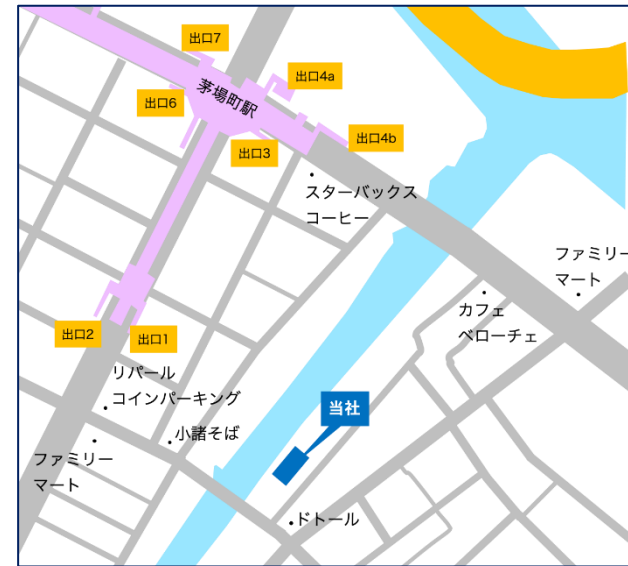 出口7
出口4a
茅場町駅
出口6
出口4b
出口3
スターバックス
コーヒー
ファミリー
マート
カフェ
ベローチェ
出口2
出口1
リパール
コインパーキング
当社
小諸そば
ファミリー
マート
ドトール